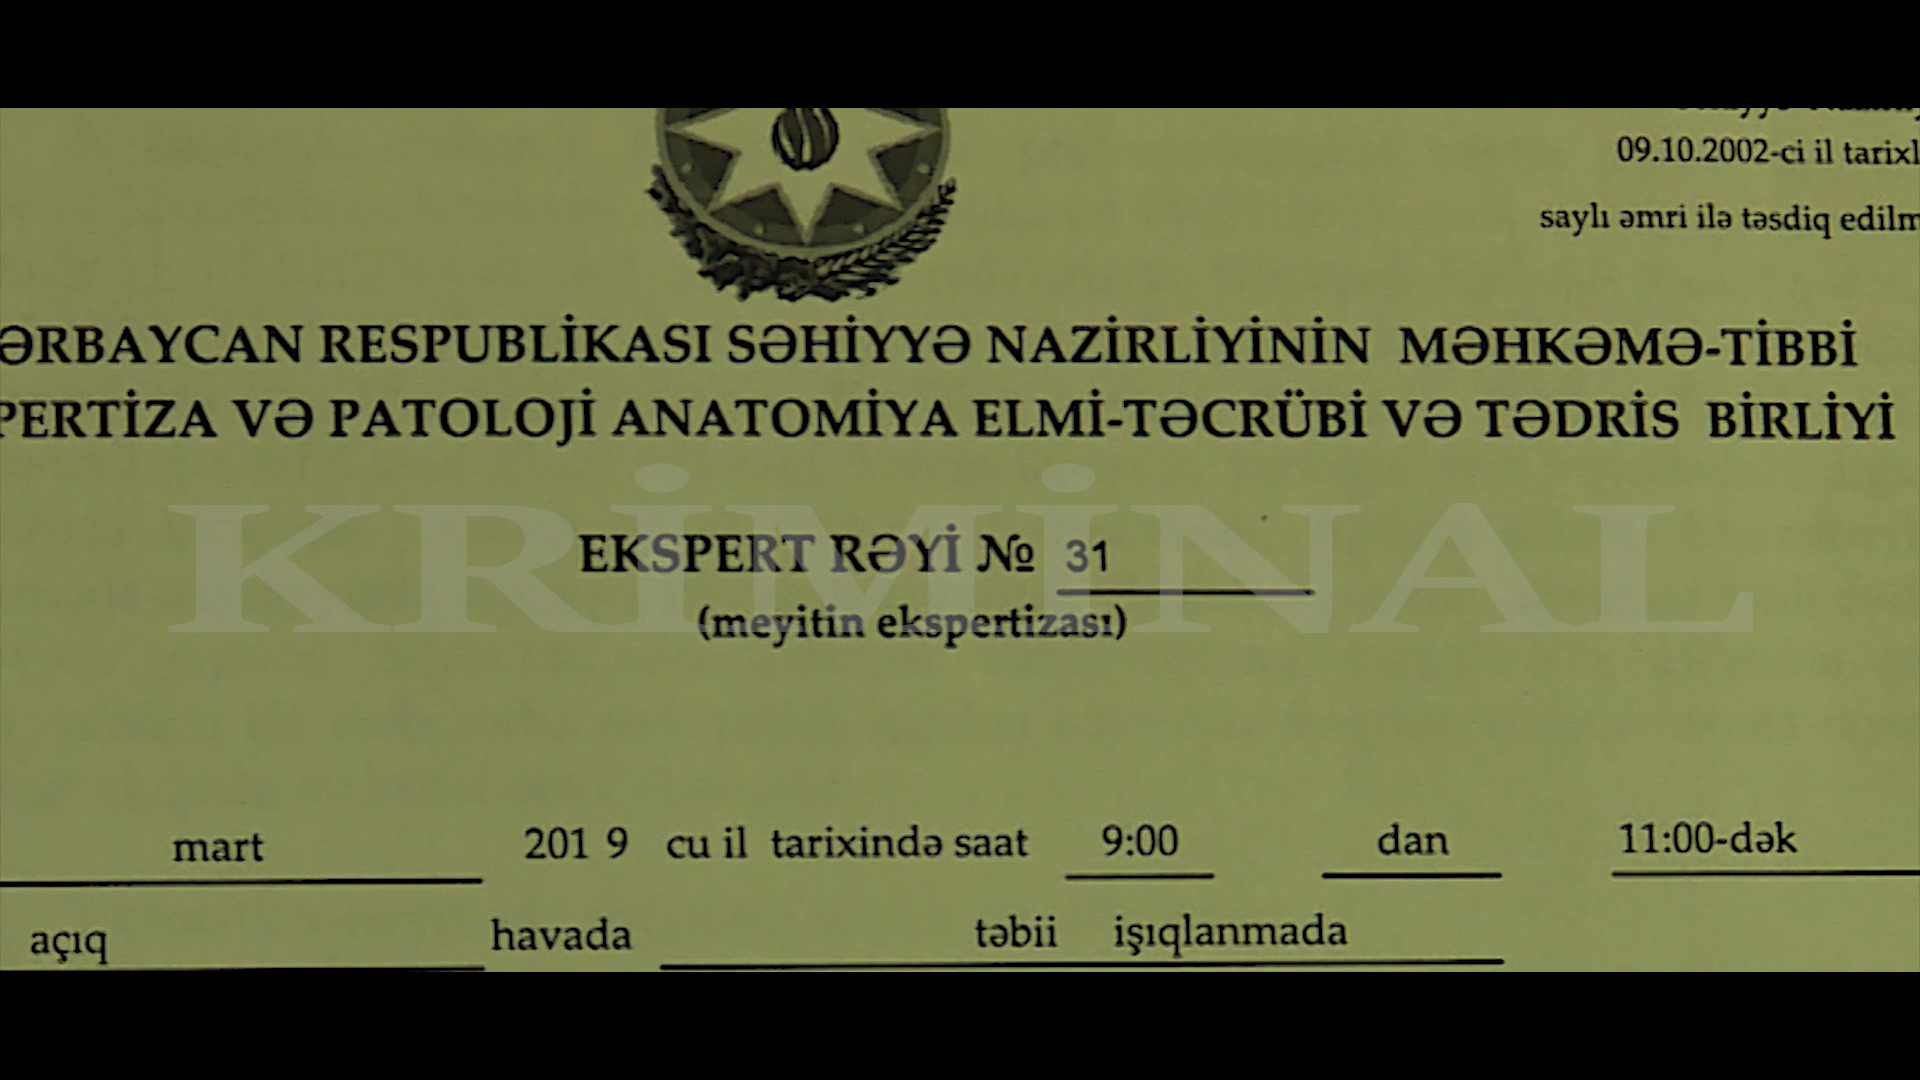 09.10.2002-ci il tarixl
saylı əmri ilə təsdiq edilm
ƏRBAYCAN RESPUBLİKASI SƏHİYYƏ NAZİRLİYİNİN MƏHKƏMƏ-TİBBİ
PERTİZA VƏ PATOLOJİ ANATOMİYA ELMİ-TƏCRÜBİ VƏ TƏDRİS BİRLİYİ
KRİMİNAL
EKSPERT RƏYİ № 31
(meyitin ekspertizası)
mart 201 9 cu il tarixində saat 9:00 dan 11:00-dək
açıq havada təbii işıqlanmada